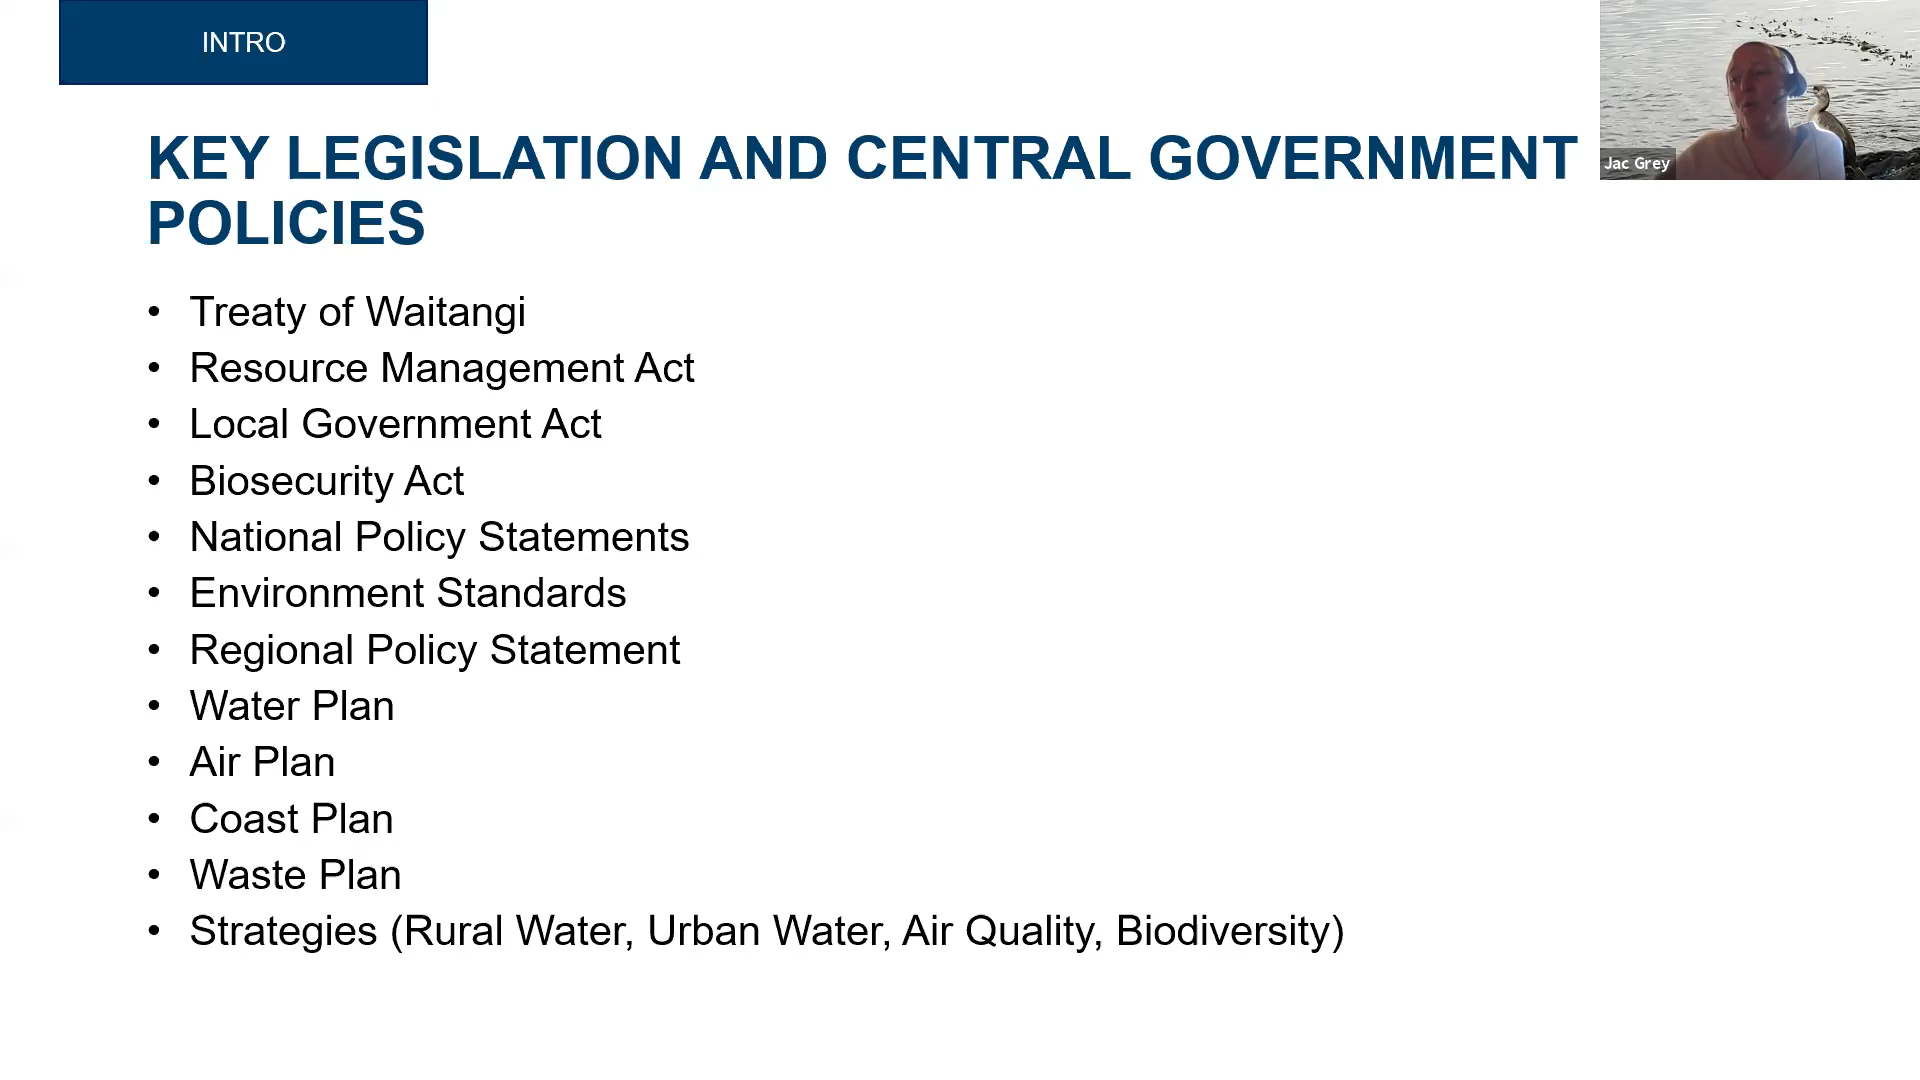 INTRO
KEY LEGISLATION AND CENTRAL GOVERNMENT
POLICIES
Jac Grey
• Treaty of Waitangi
• Resource Management Act
• Local Government Act
• Biosecurity Act
• National Policy Statements
• Environment Standards
• Regional Policy Statement
• Water Plan
• Air Plan
• Coast Plan
• Waste Plan
• Strategies (Rural Water, Urban Water, Air Quality, Biodiversity)